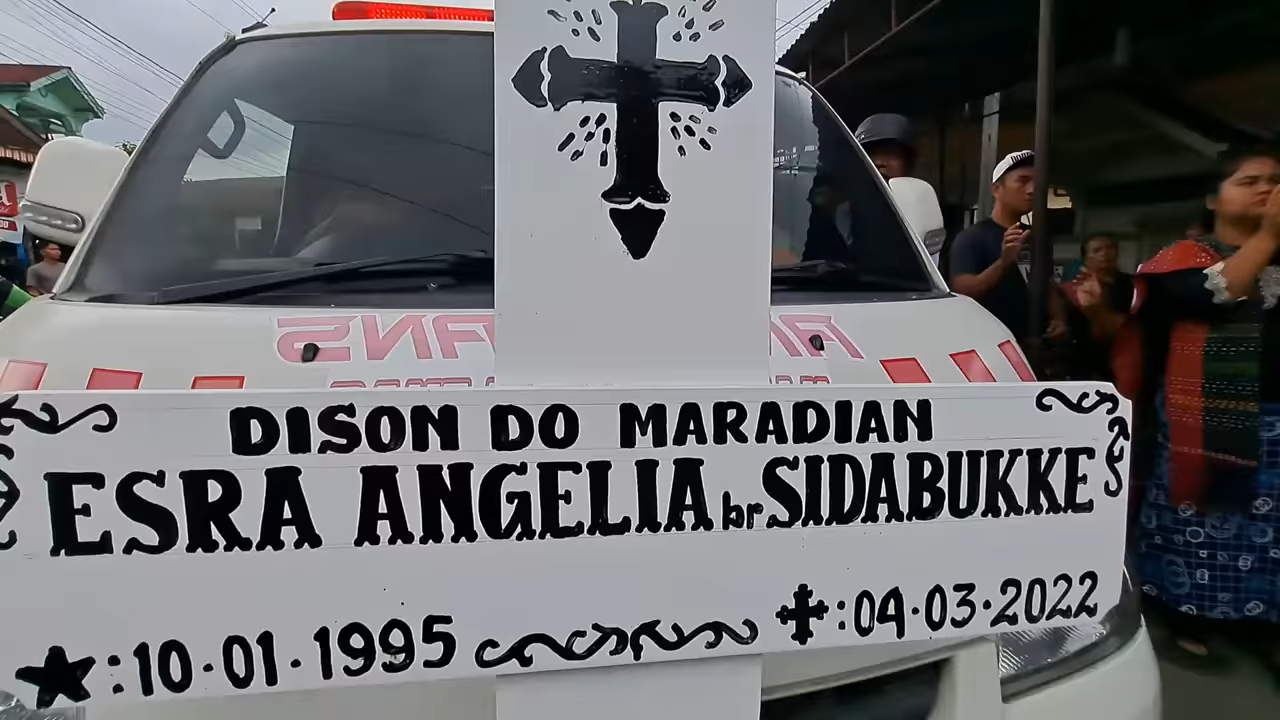 DISON DO MARADIAN
ESRA ANGELIA br SIDABUKKE
:10·01·1995
:04·03·2022